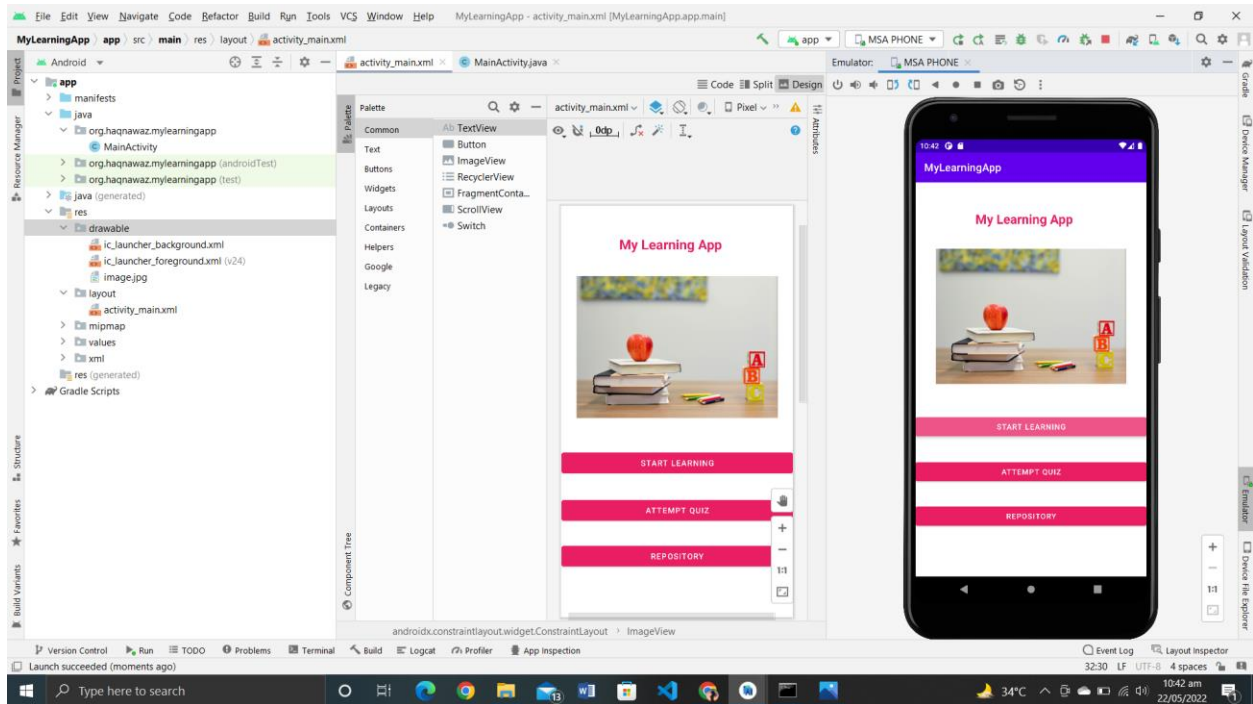 File Edit View Navigate Code Refactor Build Run Tools VCS Window Help MyLearningApp - activity_main.xml [MyLearningApp.app.main]
MyLearningApp app src main res layout activity_main.xml
app MSA PHONE
Android
activity_main.xml MainActivity.java
Emulator: MSA PHONE
Code Split Design
Project
Resource Manager
Structure
Favorites
Build Variants
app
manifests
java
org.haqnawaz.mylearningapp
MainActivity
org.haqnawaz.mylearningapp (androidTest)
org.haqnawaz.mylearningapp (test)
java (generated)
res
drawable
ic_launcher_background.xml
ic_launcher_foreground.xml (v24)
image.jpg
layout
activity_main.xml
mipmap
values
xml
res (generated)
Gradle Scripts
Palette
Palette
Common
Text
Buttons
Widgets
Layouts
Containers
Helpers
Google
Legacy
Ab TextView
Button
ImageView
RecyclerView
FragmentConta...
ScrollView
Switch
Component Tree
activity_main.xml Pixel
0dp
Attributes
My Learning App
A
B
C
START LEARNING
ATTEMPT QUIZ
REPOSITORY
1:1
androidx.constraintlayout.widget.ConstraintLayout ImageView
10:42
MyLearningApp
My Learning App
A
B
C
START LEARNING
ATTEMPT QUIZ
REPOSITORY
1:1
Gradle
Device Manager
Layout Validation
Emulator
Device File Explorer
Version Control Run TODO Problems Terminal Build Logcat Profiler App Inspection Event Log Layout Inspector
Launch succeeded (moments ago) 32:30 LF UTF-8 4 spaces
Type here to search
13
34°C
10:42 am
22/05/2022
1